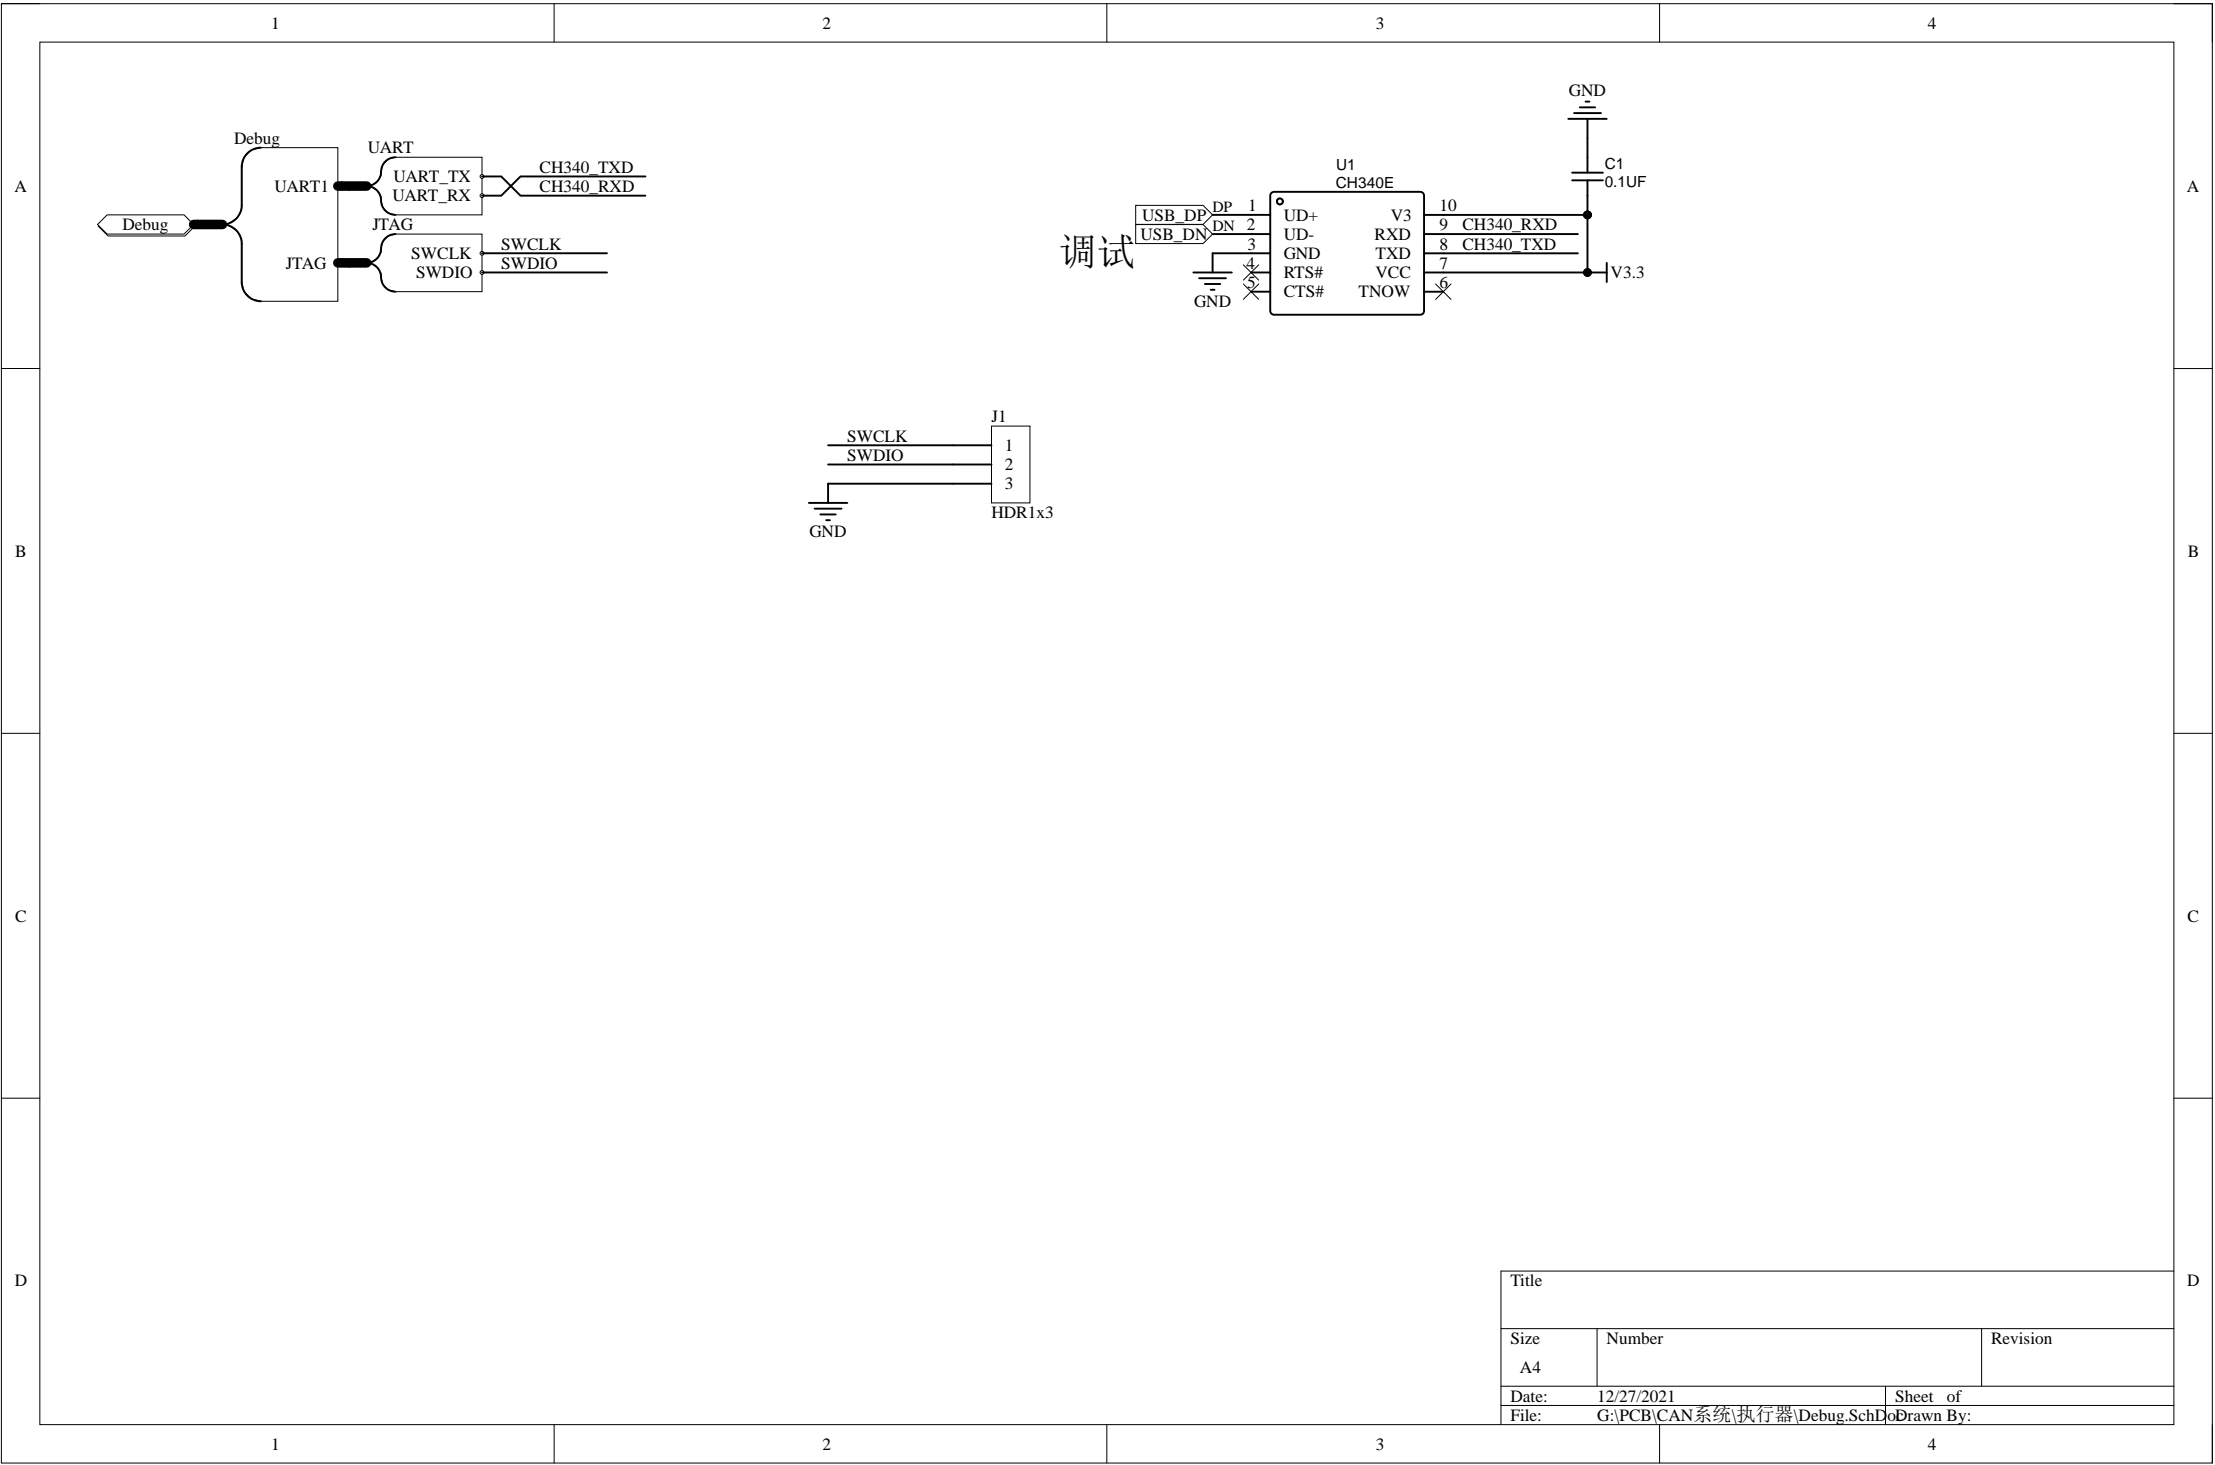 1 2 3 4
A
B
C
D
Debug
Debug
UART1
JTAG
UART
UART_TX
UART_RX
CH340_TXD
CH340_RXD
JTAG
SWCLK
SWDIO
SWCLK
SWDIO
调试
USB_DP
USB_DN
DP
DN
GND
U1
CH340E
1 UD+
2 UD-
3 GND
4 RTS#
5 CTS#
V3 10
RXD 9 CH340_RXD
TXD 8 CH340_TXD
VCC 7
TNOW 6
GND
C1
0.1UF
V3.3
J1
SWCLK 1
SWDIO 2
3
GND
HDR1x3
A
B
C
D
Title
Size Number Revision
A4
Date: 12/27/2021 Sheet of
File: G:\PCB\CAN系统\执行器\Debug.SchDoc Drawn By:
1 2 3 4